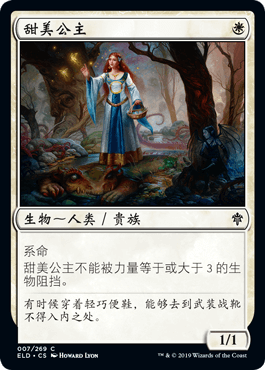 甜美公主
生物～人类 / 贵族
系命
甜美公主不能被力量等于或大于 3 的生
物阻挡。
有时候穿着轻巧便鞋，能够去到武装战靴
不得入内之处。
1/1
007/269 C
ELD • CS Howard Lyon
™ & © 2019 Wizards of the Coast